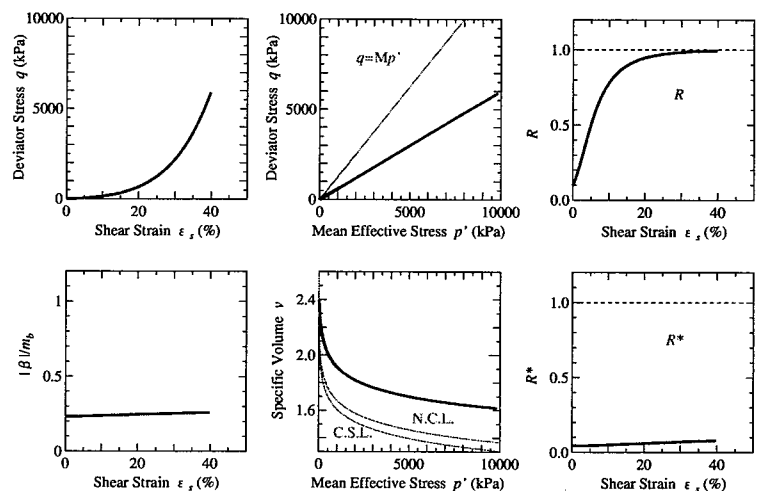 10000
5000
0
Deviator Stress q (kPa)
0 20 40
Shear Strain ε s (%)
10000
5000
0
Deviator Stress q (kPa)
q=Mp'
5000 10000
Mean Effective Stress p' (kPa)
1.0
0.5
0.0
R
R
0 20 40
Shear Strain ε s (%)
1
0.5
0
|β|/m b
0 20 40
Shear Strain ε s (%)
2.4
2.0
1.6
Specific Volume v
N.C.L.
C.S.L.
0 5000 10000
Mean Effective Stress p' (kPa)
1.0
0.5
0.0
R*
R*
0 20 40
Shear Strain ε s (%)